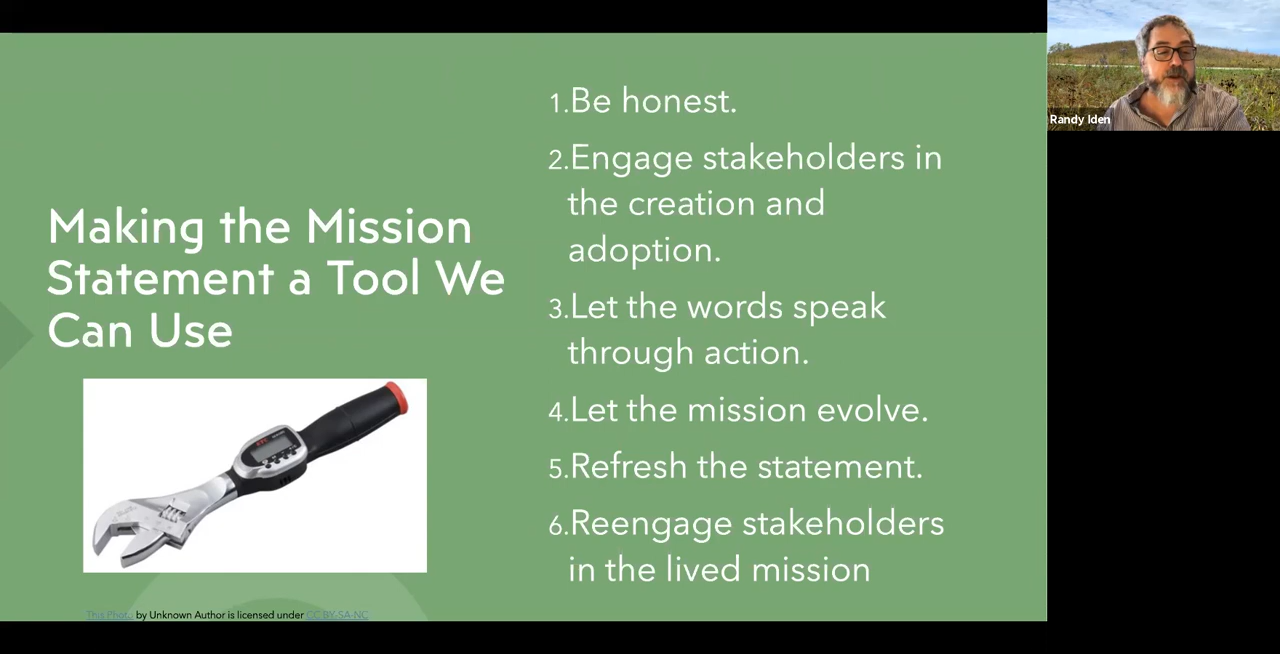 Making the Mission
Statement a Tool We
Can Use
1.Be honest.
2.Engage stakeholders in
the creation and
adoption.
3.Let the words speak
through action.
4.Let the mission evolve.
5.Refresh the statement.
6.Reengage stakeholders
in the lived mission
This Photo by Unknown Author is licensed under CC BY-SA-NC
Randy Iden